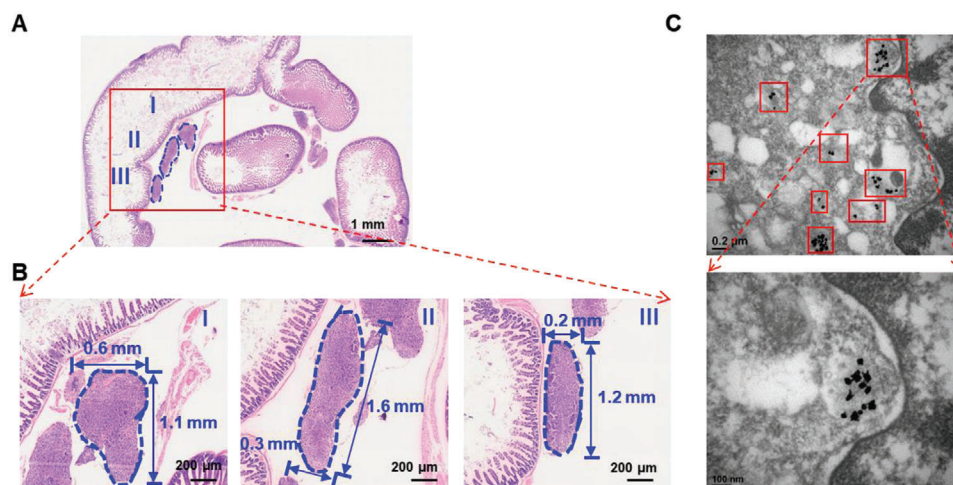 A
I
II
III
1 mm
B
I
0.6 mm
1.1 mm
200 μm
II
1.6 mm
0.3 mm
200 μm
III
0.2 mm
1.2 mm
200 μm
C
0.2 μm
100 nm